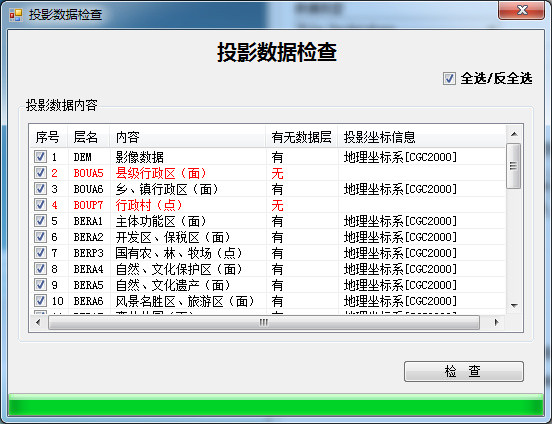 投影数据检查
投影数据检查
全选/反全选
投影数据内容
序号 层名 内容 有无数据层 投影坐标信息
1 DEM 影像数据 有 地理坐标系[CGC2000]
2 BOUA5 县级行政区（面） 无
3 BOUA6 乡、镇行政区（面） 有 地理坐标系[CGC2000]
4 BOUP7 行政村（点） 无
5 BERA1 主体功能区（面） 有 地理坐标系[CGC2000]
6 BERA2 开发区、保税区（面） 有 地理坐标系[CGC2000]
7 BERP3 国有农、林、牧场（点） 有 地理坐标系[CGC2000]
8 BERA4 自然、文化保护区（面） 有 地理坐标系[CGC2000]
9 BERA5 自然、文化遗产（面） 有 地理坐标系[CGC2000]
10 BERA6 风景名胜区、旅游区（面） 有 地理坐标系[CGC2000]
检 查